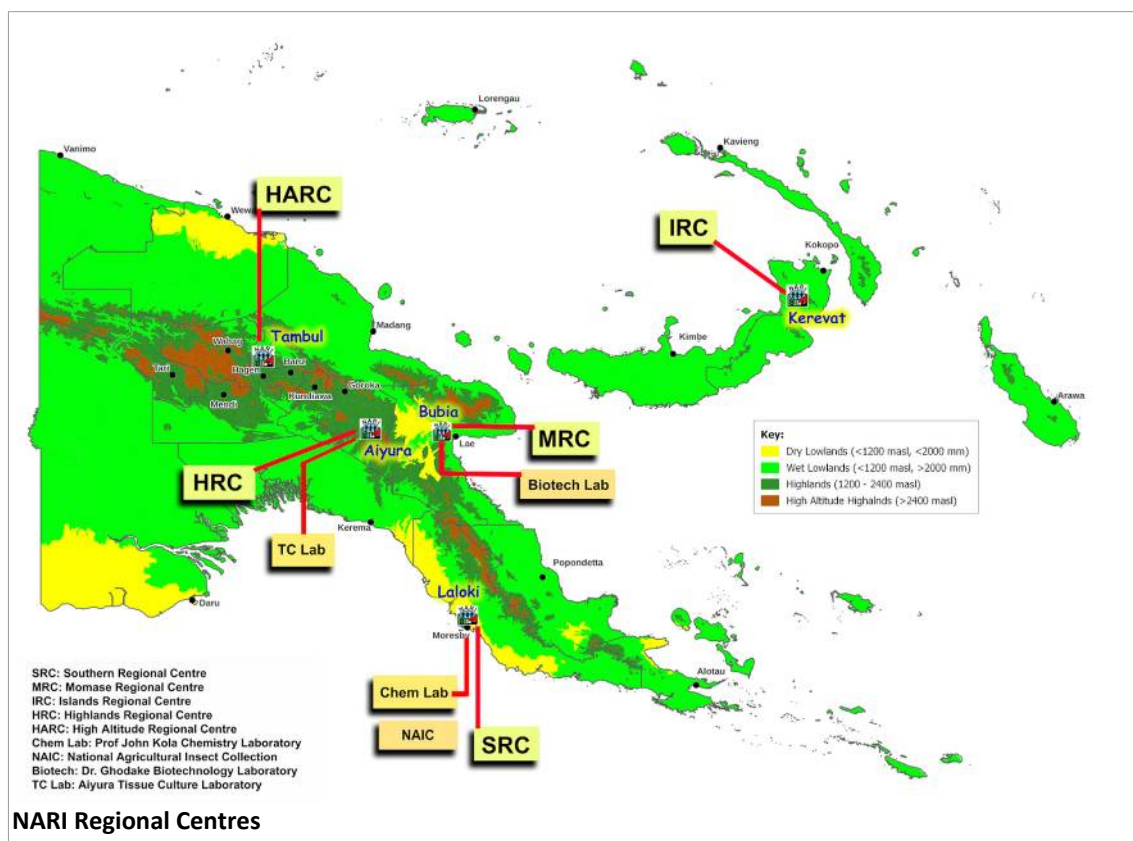 Lorengau
Kavieng
Vanimo
HARC
Wew
IRC
Kokopo
Kerevat
Madang
Tambul
Wabag
Hagen
Banz
Tari
Kundiawa
Goroka
Mendi
Kimbe
Arawa
Bubia
MRC
Lae
Aiyura
HRC
Biotech Lab
Key:
Dry Lowlands (<1200 masl, <2000 mm)
Wet Lowlands (<1200 masl, >2000 mm)
Highlands (1200 - 2400 masl)
High Altitude Highalnds (>2400 masl)
Kerema
TC Lab
Popondetta
Daru
Laloki
Moresby
Alotau
Chem Lab
NAIC
SRC
SRC: Southern Regional Centre
MRC: Momase Regional Centre
IRC: Islands Regional Centre
HRC: Highlands Regional Centre
HARC: High Altitude Regional Centre
Chem Lab: Prof John Kola Chemistry Laboratory
NAIC: National Agricultural Insect Collection
Biotech: Dr. Ghodake Biotechnology Laboratory
TC Lab: Aiyura Tissue Culture Laboratory
NARI Regional Centres